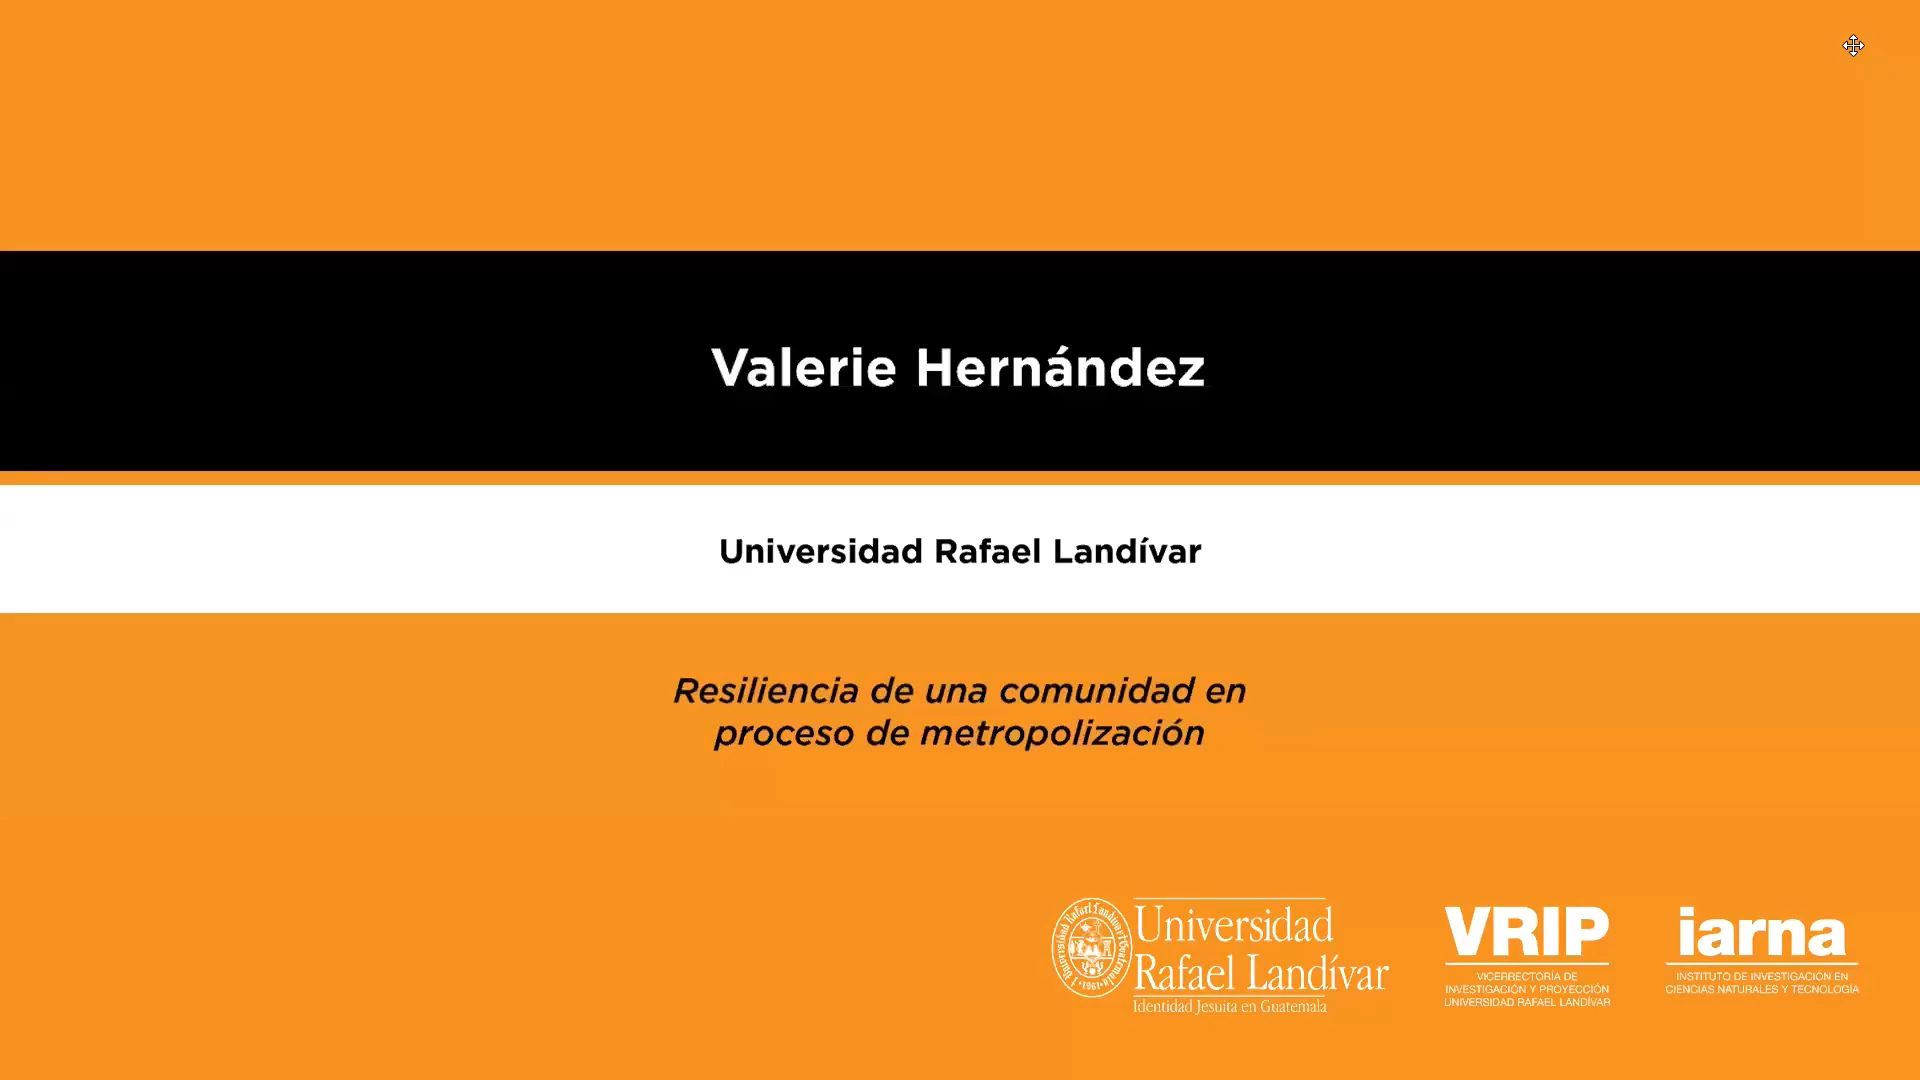 Valerie Hernández
Universidad Rafael Landívar
Resiliencia de una comunidad en
proceso de metropolización
Universidad
Rafael Landívar
Identidad Jesuita en Guatemala
VRIP
VICERRECTORÍA DE
INVESTIGACIÓN Y PROYECCIÓN
UNIVERSIDAD RAFAEL LANDÍVAR
iarna
INSTITUTO DE INVESTIGACIÓN EN
CIENCIAS NATURALES Y TECNOLOGÍA